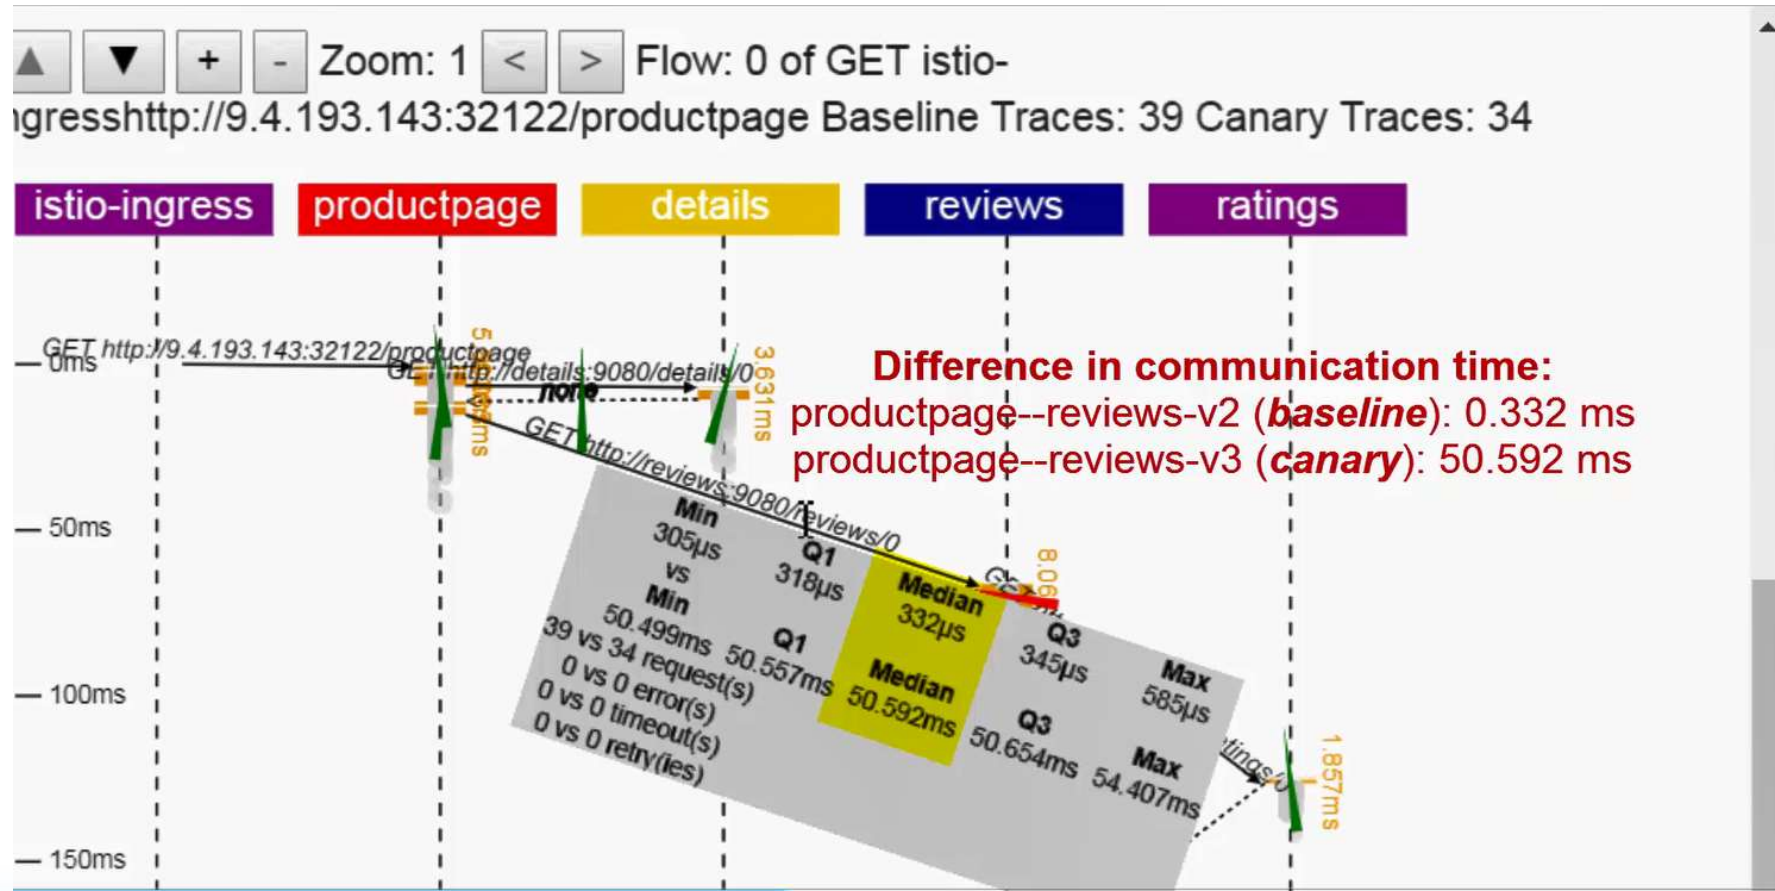 ▲ ▼ + - Zoom: 1 < > Flow: 0 of GET istio-
ngresshttp://9.4.193.143:32122/productpage Baseline Traces: 39 Canary Traces: 34
istio-ingress productpage details reviews ratings
GET http://9.4.193.143:32122/productpage
0ms
GET http://details:9080/details/0
none
3.631ms
Difference in communication time:
productpage--reviews-v2 (baseline): 0.332 ms
productpage--reviews-v3 (canary): 50.592 ms
GET http://reviews:9080/reviews/0
50ms
Min Q1 Median Q3 Max
305µs 318µs 332µs 345µs 585µs
vs
Min Q1 Median Q3 Max
50.499ms 50.557ms 50.592ms 50.654ms 54.407ms
39 vs 34 request(s)
0 vs 0 error(s)
0 vs 0 timeout(s)
0 vs 0 retry(ies)
8.06
100ms
tings/0
1.857ms
150ms